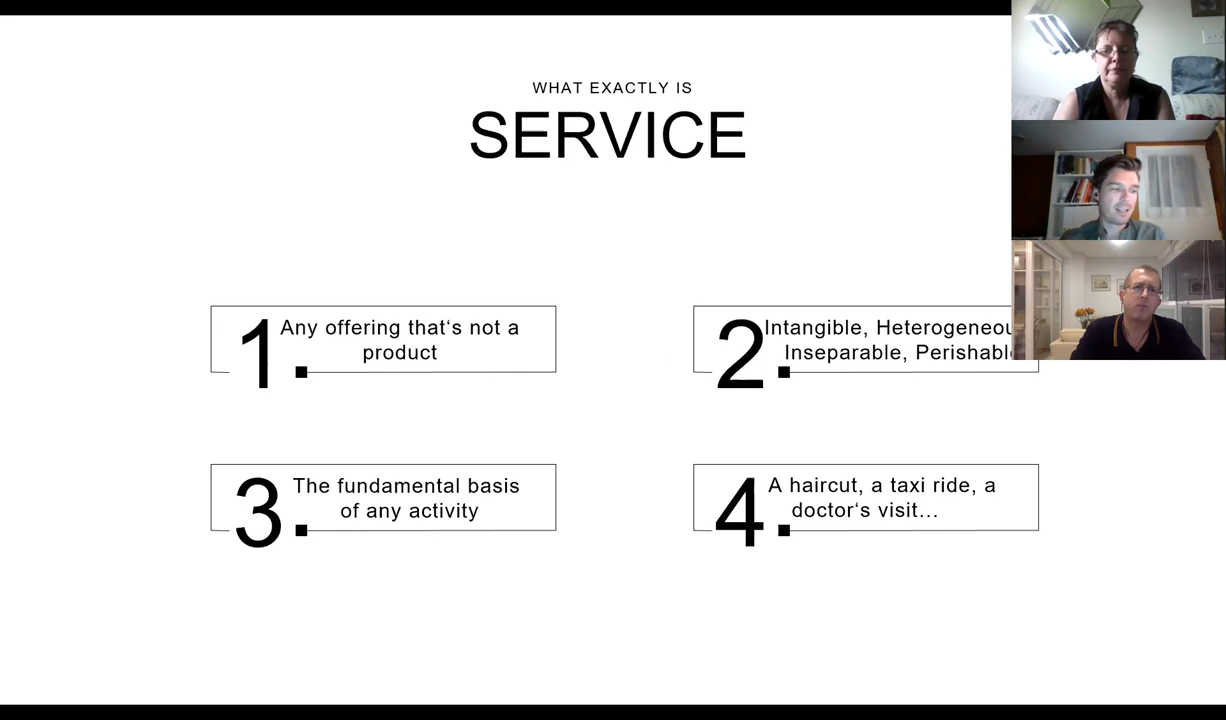 WHAT EXACTLY IS
SERVICE
1.
Any offering that‘s not a
product
2.
Intangible, Heterogeneou
Inseparable, Perishabl
3.
The fundamental basis
of any activity
4.
A haircut, a taxi ride, a
doctor‘s visit...